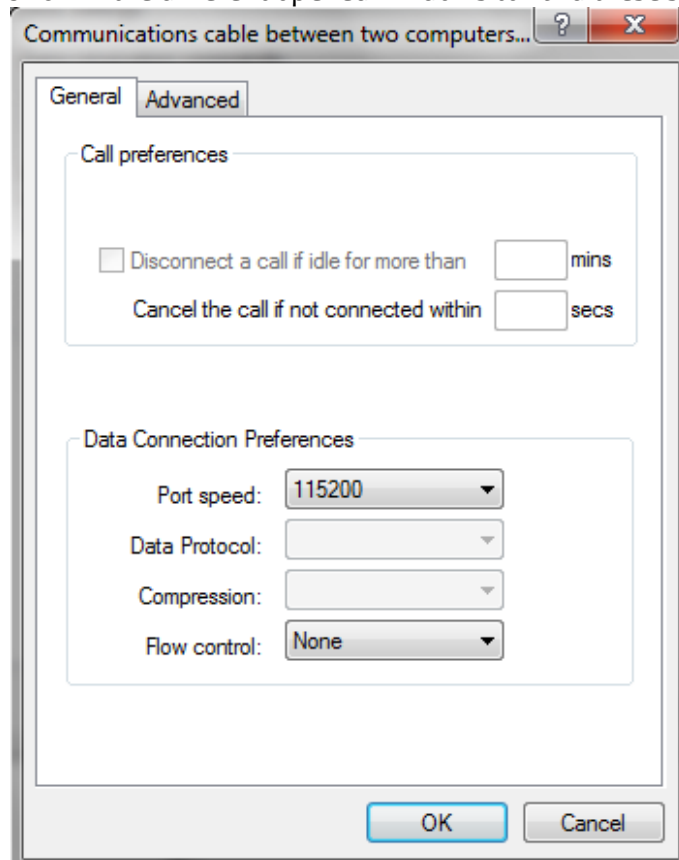 Communications cable between two computers...
General Advanced
Call preferences
Disconnect a call if idle for more than mins
Cancel the call if not connected within secs
Data Connection Preferences
Port speed: 115200
Data Protocol:
Compression:
Flow control: None
OK Cancel